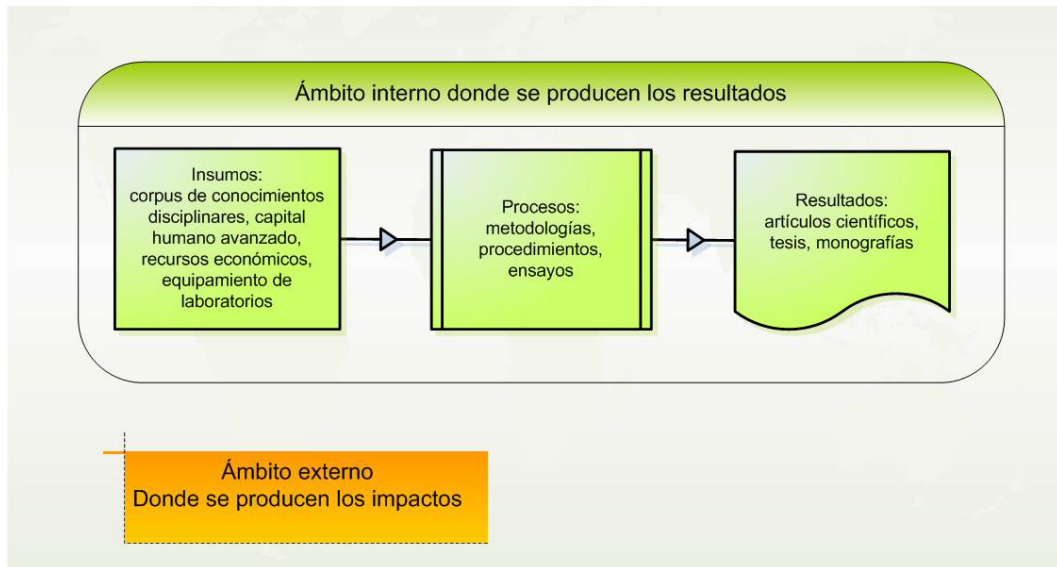 Ámbito interno donde se producen los resultados
Insumos:
corpus de conocimientos
disciplinares, capital
humano avanzado,
recursos económicos,
equipamiento de
laboratorios
Procesos:
metodologías,
procedimientos,
ensayos
Resultados:
artículos científicos,
tesis, monografías
Ámbito externo
Donde se producen los impactos